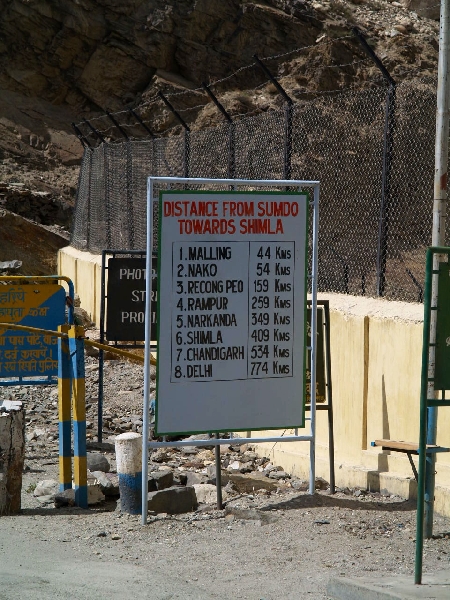 DISTANCE FROM SUMDO
TOWARDS SHIMLA
1. MALLING 44 KMS
2. NAKO 54 KMS
3. RECONG PEO 159 KMS
4. RAMPUR 259 KMS
5. NARKANDA 349 KMS
6. SHIMLA 409 KMS
7. CHANDIGARH 534 KMS
8. DELHI 774 KMS
PHOT
STR
PRO